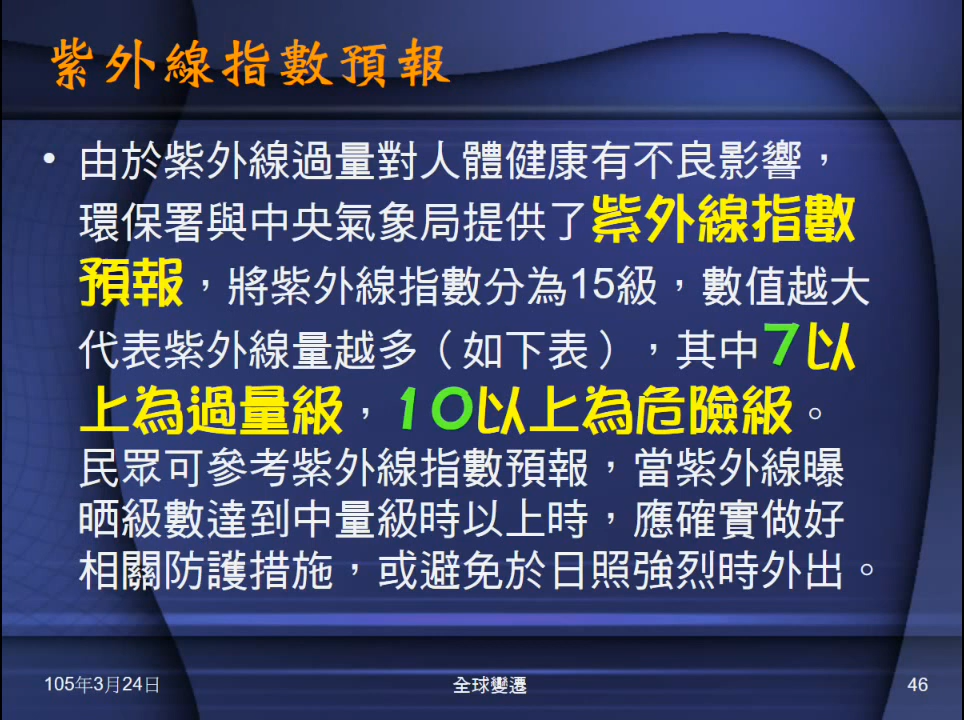 紫外線指數預報
• 由於紫外線過量對人體健康有不良影響，
環保署與中央氣象局提供了紫外線指數
預報，將紫外線指數分為15級，數值越大
代表紫外線量越多（如下表），其中7以
上為過量級，10以上為危險級。
民眾可參考紫外線指數預報，當紫外線曝
晒級數達到中量級時以上時，應確實做好
相關防護措施，或避免於日照強烈時外出。
105年3月24日
全球變遷
46